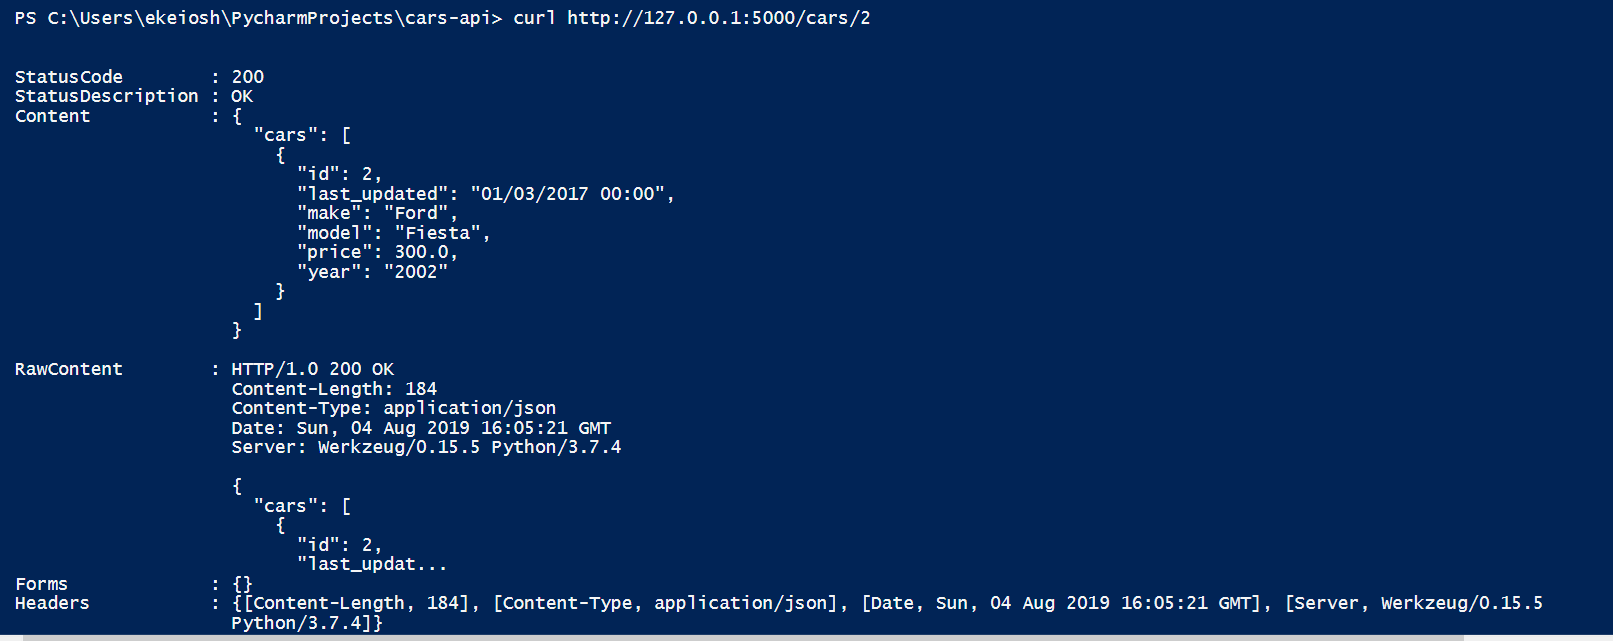 PS C:\Users\ekeiosh\PycharmProjects\cars-api> curl http://127.0.0.1:5000/cars/2
StatusCode        : 200
StatusDescription : OK
Content           : {
                      "cars": [
                        {
                          "id": 2,
                          "last_updated": "01/03/2017 00:00",
                          "make": "Ford",
                          "model": "Fiesta",
                          "price": 300.0,
                          "year": "2002"
                        }
                      ]
                    }
RawContent        : HTTP/1.0 200 OK
                    Content-Length: 184
                    Content-Type: application/json
                    Date: Sun, 04 Aug 2019 16:05:21 GMT
                    Server: Werkzeug/0.15.5 Python/3.7.4
                    {
                      "cars": [
                        {
                          "id": 2,
                          "last_updat...
Forms             : {}
Headers           : {[Content-Length, 184], [Content-Type, application/json], [Date, Sun, 04 Aug 2019 16:05:21 GMT], [Server, Werkzeug/0.15.5
                    Python/3.7.4]}